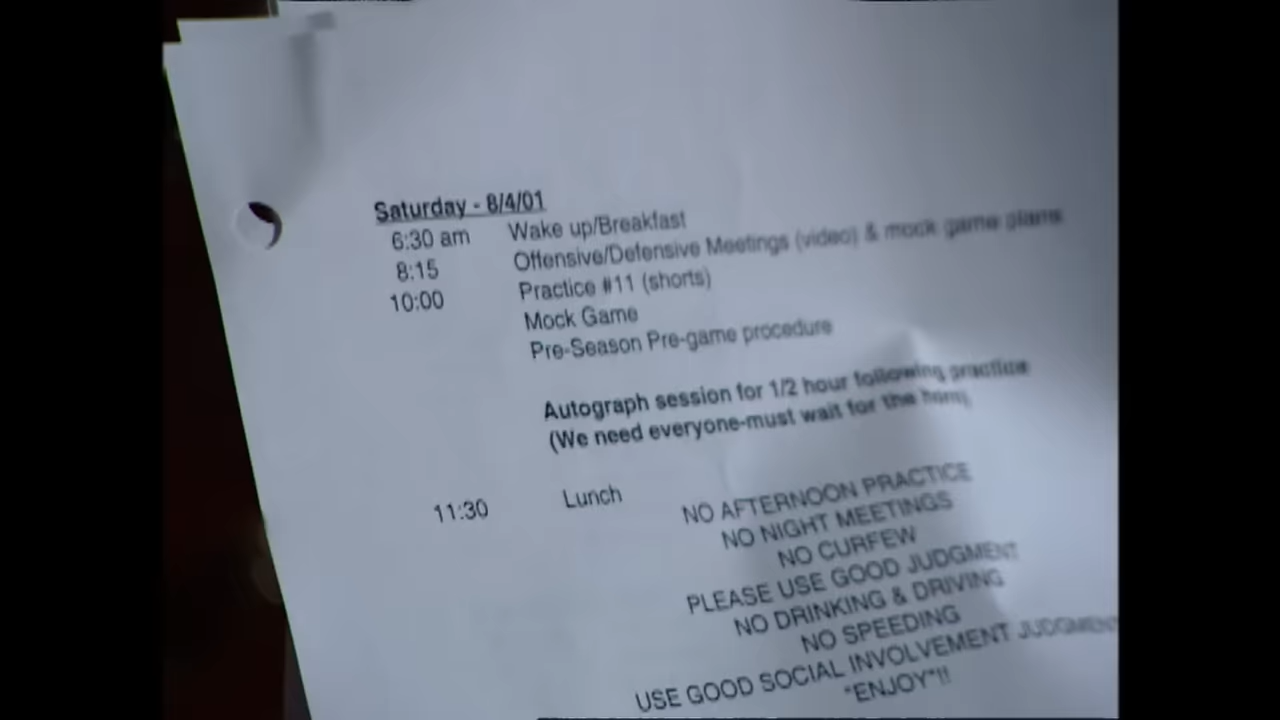 Saturday - 8/4/01
6:30 am Wake up/Breakfast
8:15 Offensive/Defensive Meetings (video) & mock game plans
10:00 Practice #11 (shorts)
Mock Game
Pre-Season Pre-game procedure
Autograph session for 1/2 hour following practice
(We need everyone-must wait for the horn)
11:30 Lunch
NO AFTERNOON PRACTICE
NO NIGHT MEETINGS
NO CURFEW
PLEASE USE GOOD JUDGMENT
NO DRINKING & DRIVING
NO SPEEDING
USE GOOD SOCIAL INVOLVEMENT JUDGMENT
"ENJOY"!!